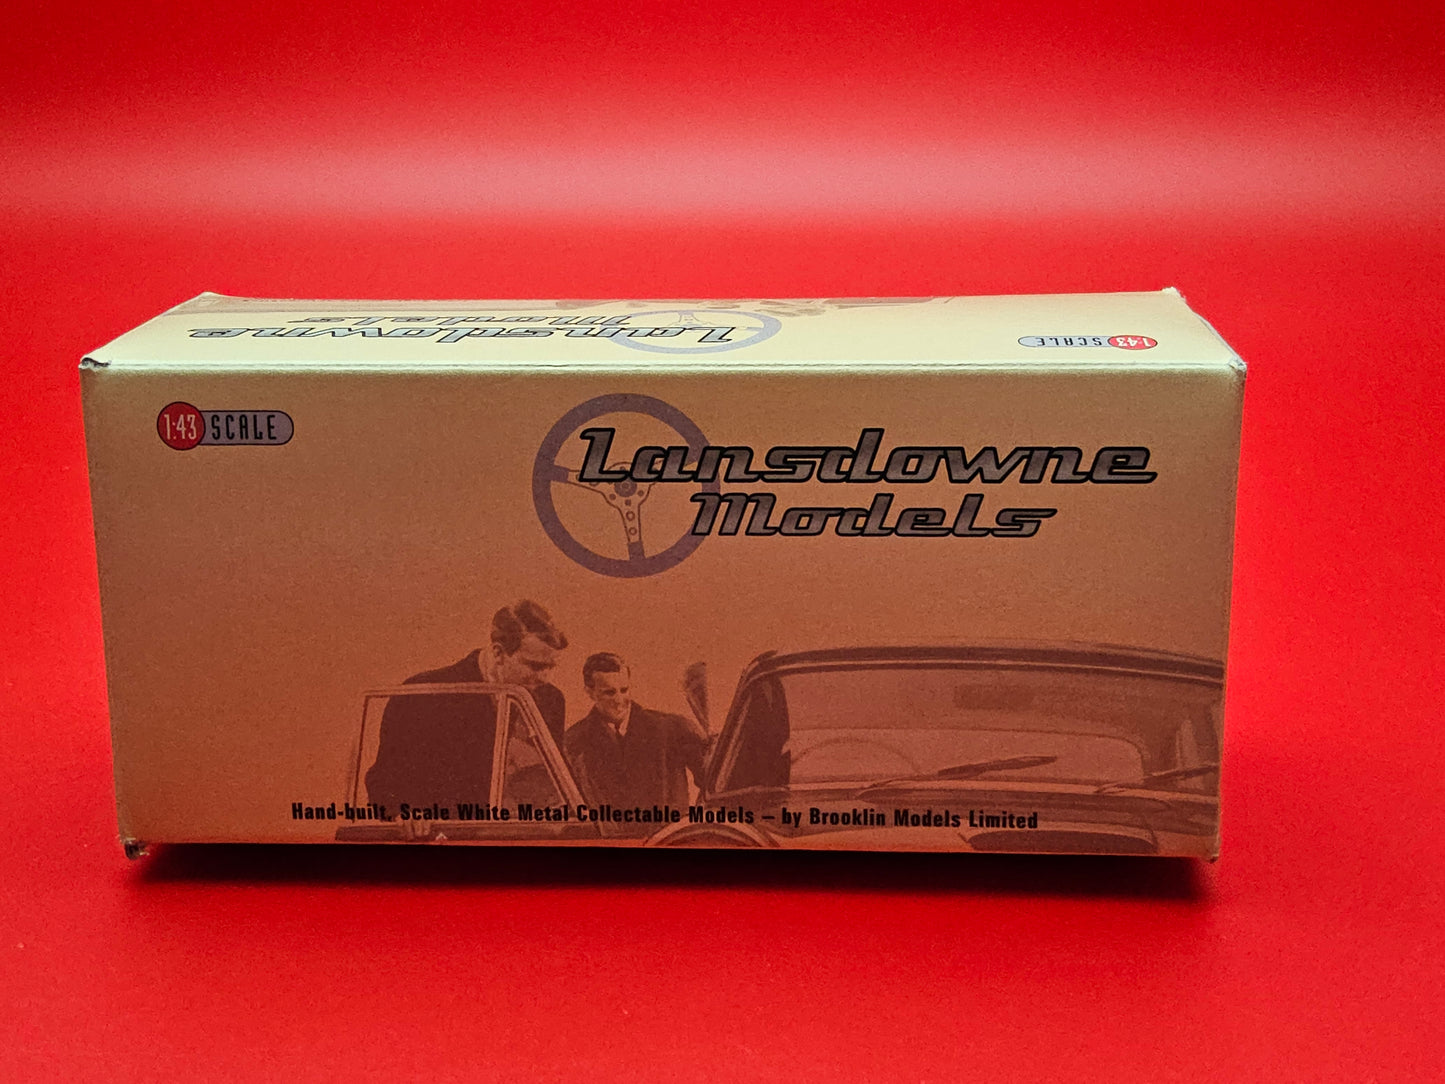 Lansdowne
Models
1:43 SCALE
1:43 SCALE
Lansdowne
Models
Hand-built, Scale White Metal Collectable Models – by Brooklin Models Limited